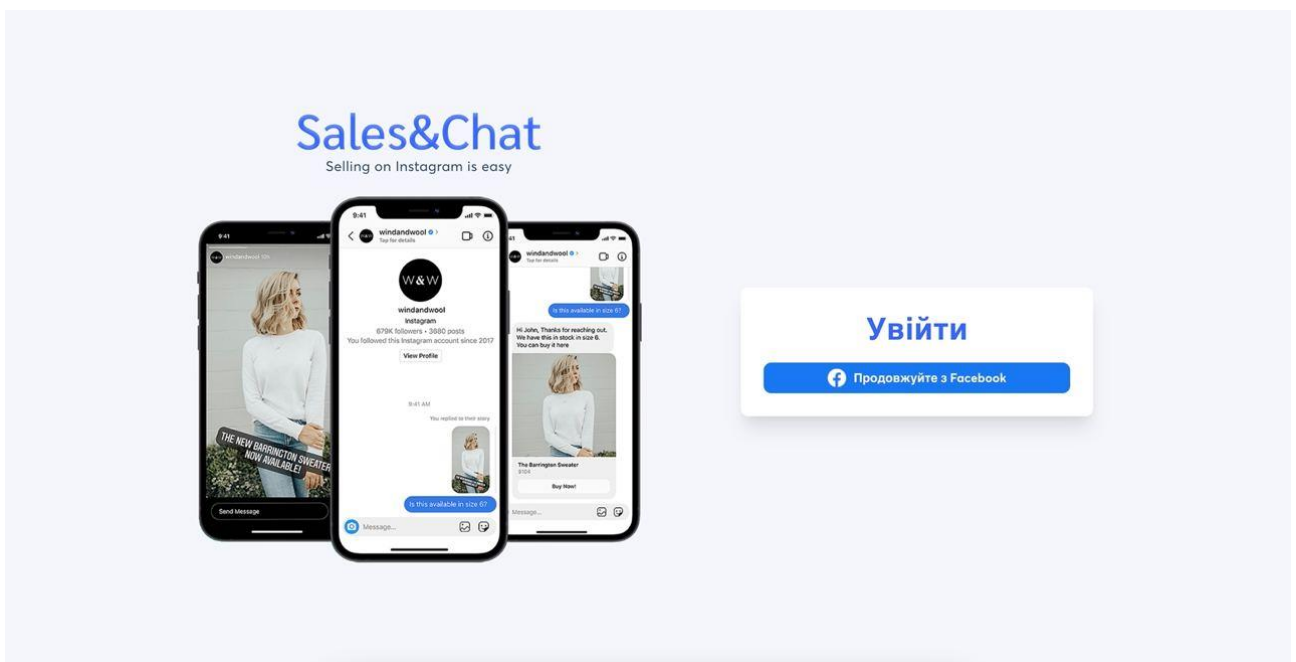 Sales&Chat
Selling on Instagram is easy
9:41
windandwool 10h
THE NEW BARRINGTON SWEATER
NOW AVAILABLE!
Send Message
9:41
windandwool
Tap for details
W&W
windandwool
Instagram
679K followers • 3880 posts
You followed this Instagram account since 2017
View Profile
9:41 AM
You replied to their story
Is this available in size 6?
Message...
41
windandwool
Tap for details
Is this available in size 6?
Hi John, Thanks for reaching out.
We have this in stock in size 6.
You can buy it here
The Barrington Sweater
$124
Buy Now!
Message...
Увійти
Продовжуйте з Facebook